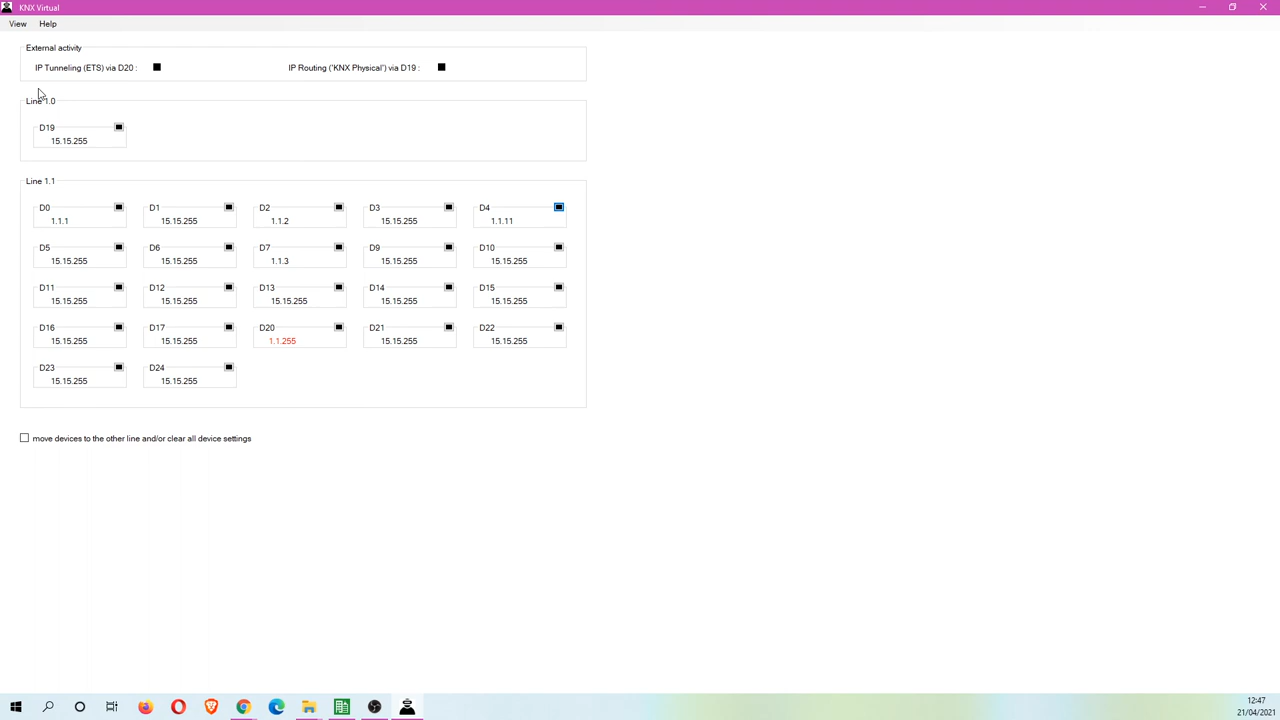 KNX Virtual
View Help
External activity
IP Tunneling (ETS) via D20 : IP Routing ('KNX Physical') via D19 :
Line 1.0
D19
15.15.255
Line 1.1
D0 D1 D2 D3 D4
1.1.1 15.15.255 1.1.2 15.15.255 1.1.11
D5 D6 D7 D9 D10
15.15.255 15.15.255 1.1.3 15.15.255 15.15.255
D11 D12 D13 D14 D15
15.15.255 15.15.255 15.15.255 15.15.255 15.15.255
D16 D17 D20 D21 D22
15.15.255 15.15.255 1.1.255 15.15.255 15.15.255
D23 D24
15.15.255 15.15.255
move devices to the other line and/or clear all device settings
12:47
21/04/2021